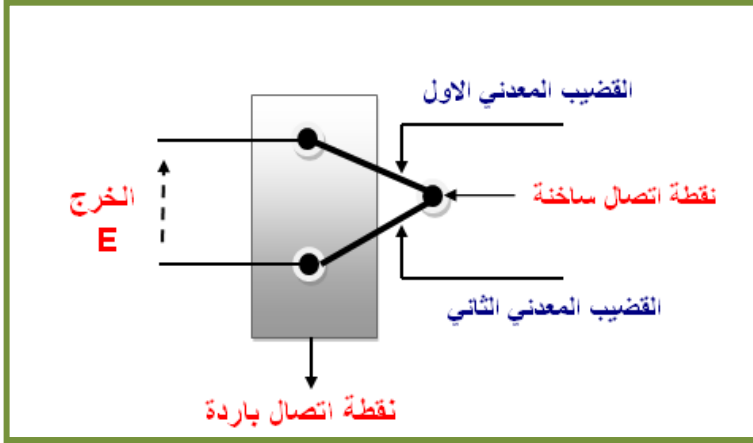 القضيب المعدني الاول
نقطة اتصال ساخنة
الخرج
E
القضيب المعدني الثاني
نقطة اتصال باردة